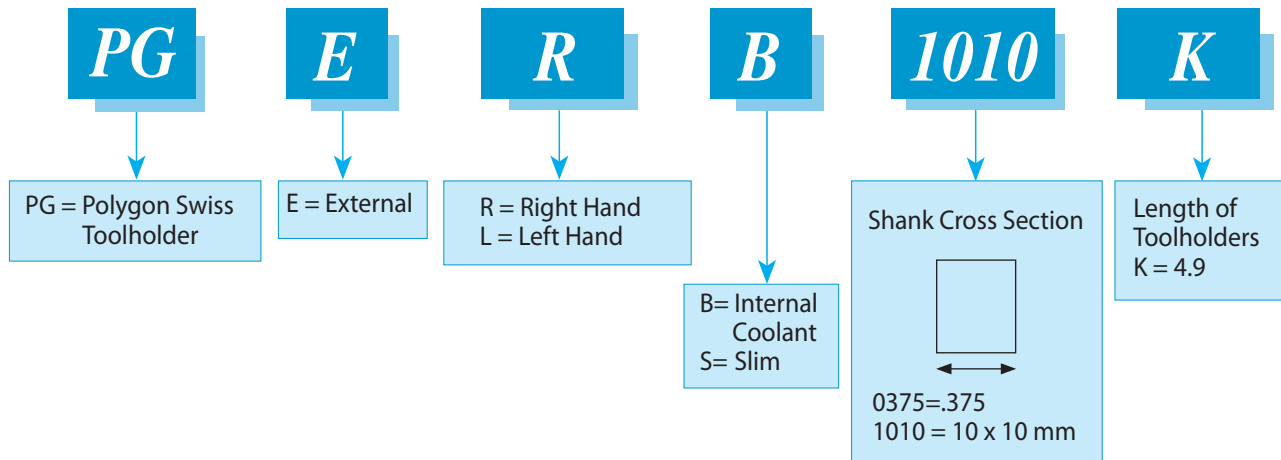 PG E R B 1010 K
PG = Polygon Swiss
Toolholder
E = External
R = Right Hand
L = Left Hand
B= Internal
Coolant
S= Slim
Shank Cross Section
0375=.375
1010 = 10 x 10 mm
Length of
Toolholders
K = 4.9